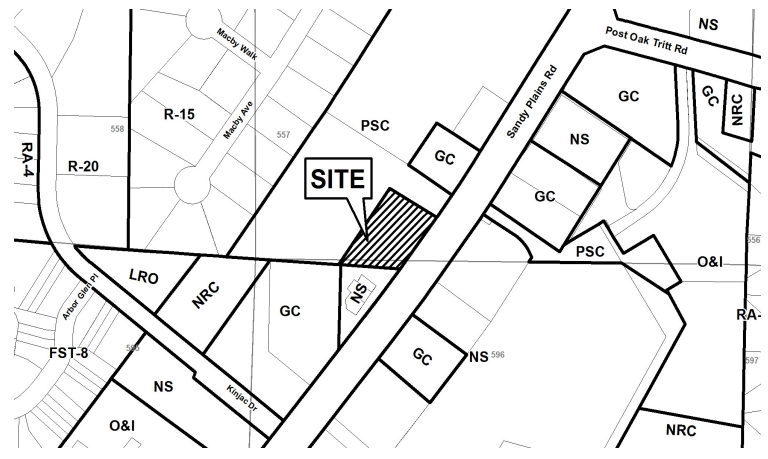 Macby Walk
NS
Post Oak Tritt Rd
Sandy Plains Rd
GC
GC
NRC
R-15
Macby Ave
557
558
PSC
RA-4
R-20
GC
NS
SITE
GC
PSC
556
O&I
LRO
NRC
GC
NS
Arbor Glen Pl
RA-
FST-8
GC
NS
596
597
NS
Kinjac Dr
O&I
NRC